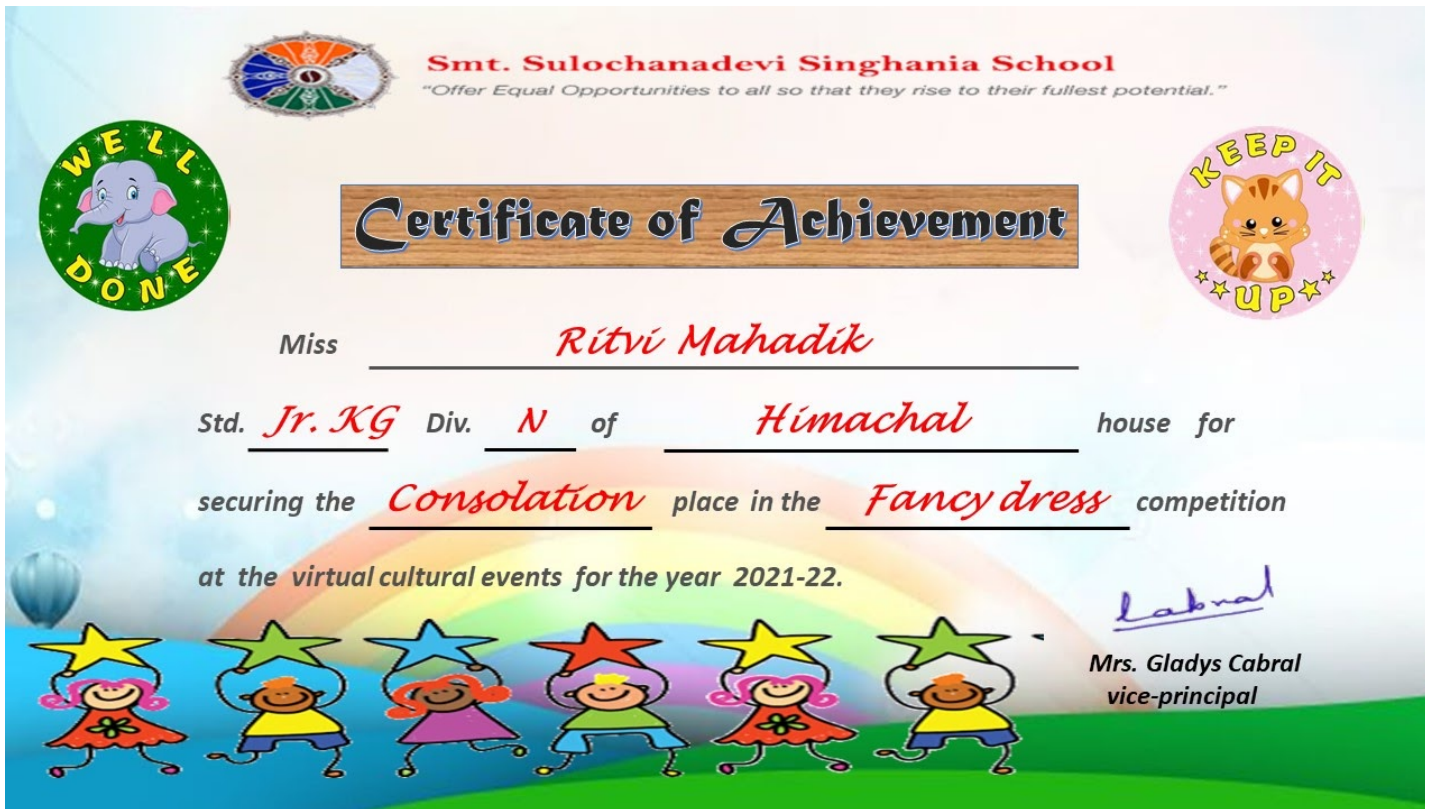 Smt. Sulochanadevi Singhania School
"Offer Equal Opportunities to all so that they rise to their fullest potential."
WELL DONE
KEEP IT UP
Certificate of Achievement
Miss Ritvi Mahadik
Std. Jr. KG Div. N of Himachal house for
securing the Consolation place in the Fancy dress competition
at the virtual cultural events for the year 2021-22.
Cabral
Mrs. Gladys Cabral
vice-principal